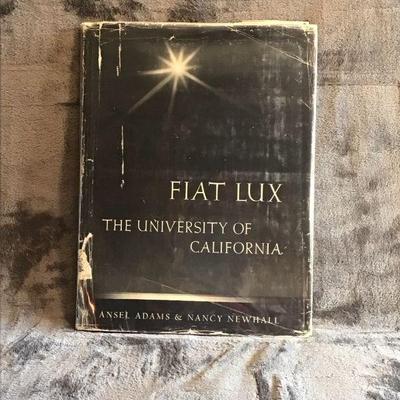 FIAT LUX
THE UNIVERSITY OF
CALIFORNIA
ANSEL ADAMS & NANCY NEWHALL